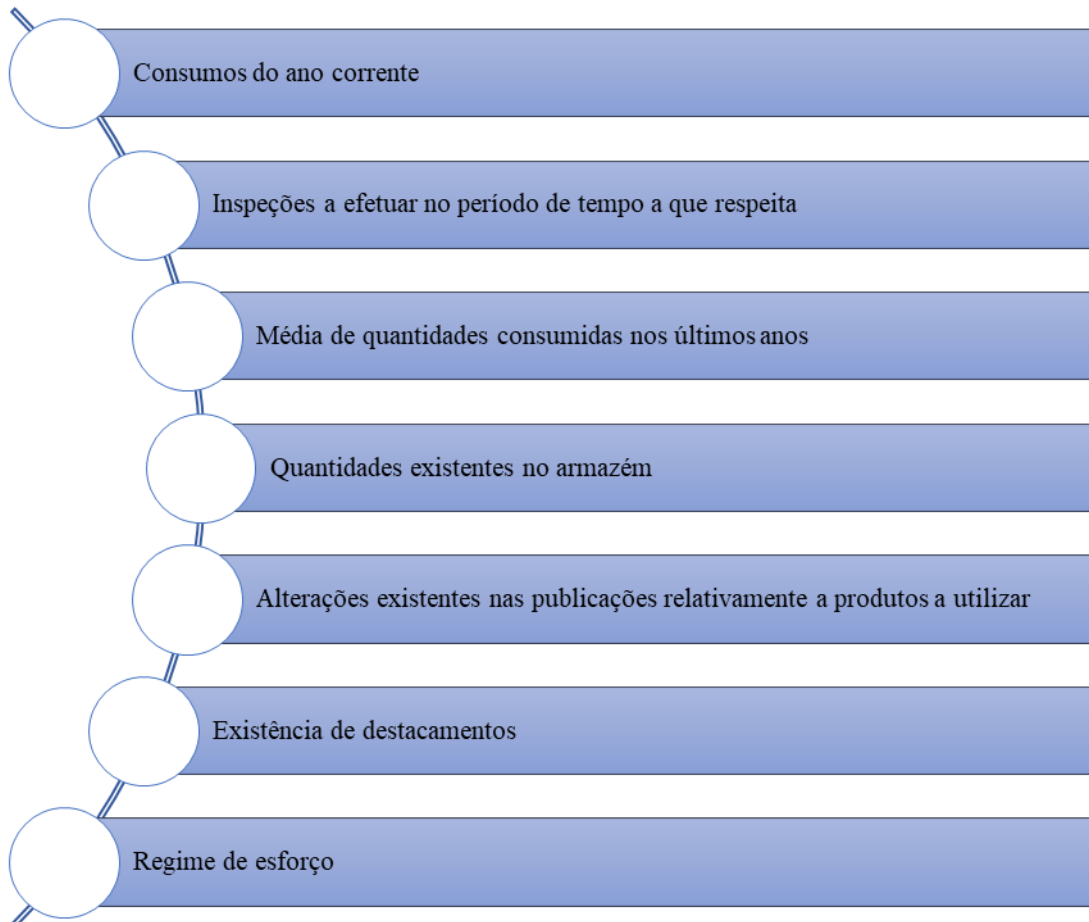 Consumos do ano corrente
Inspeções a efetuar no período de tempo a que respeita
Média de quantidades consumidas nos últimos anos
Quantidades existentes no armazém
Alterações existentes nas publicações relativamente a produtos a utilizar
Existência de destacamentos
Regime de esforço